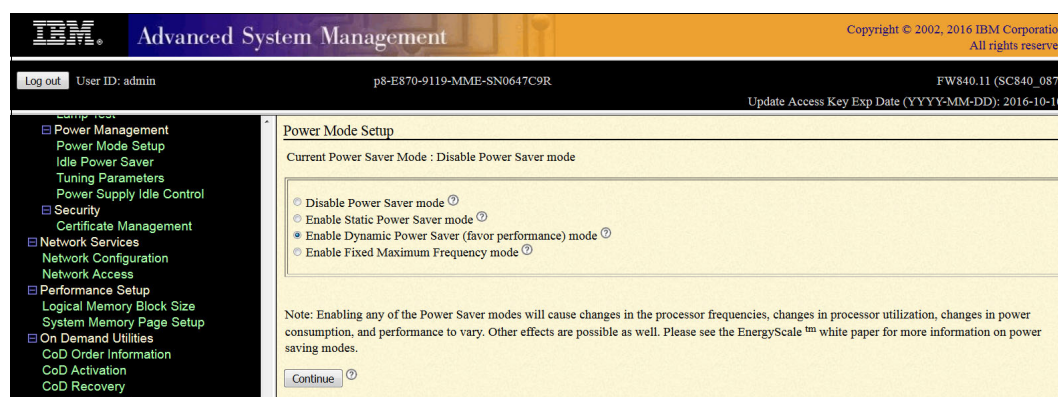 IBM®
Advanced System Management
Copyright © 2002, 2016 IBM Corporatio
All rights reserve
Log out User ID: admin
p8-E870-9119-MME-SN0647C9R
FW840.11 (SC840_087
Update Access Key Exp Date (YYYY-MM-DD): 2016-10-1
Lamp Test
Power Management
Power Mode Setup
Idle Power Saver
Tuning Parameters
Power Supply Idle Control
Security
Certificate Management
Network Services
Network Configuration
Network Access
Performance Setup
Logical Memory Block Size
System Memory Page Setup
On Demand Utilities
CoD Order Information
CoD Activation
CoD Recovery
Power Mode Setup
Current Power Saver Mode : Disable Power Saver mode
Disable Power Saver mode ?
Enable Static Power Saver mode ?
Enable Dynamic Power Saver (favor performance) mode ?
Enable Fixed Maximum Frequency mode ?
Note: Enabling any of the Power Saver modes will cause changes in the processor frequencies, changes in processor utilization, changes in power
consumption, and performance to vary. Other effects are possible as well. Please see the EnergyScale tm white paper for more information on power
saving modes.
Continue ?